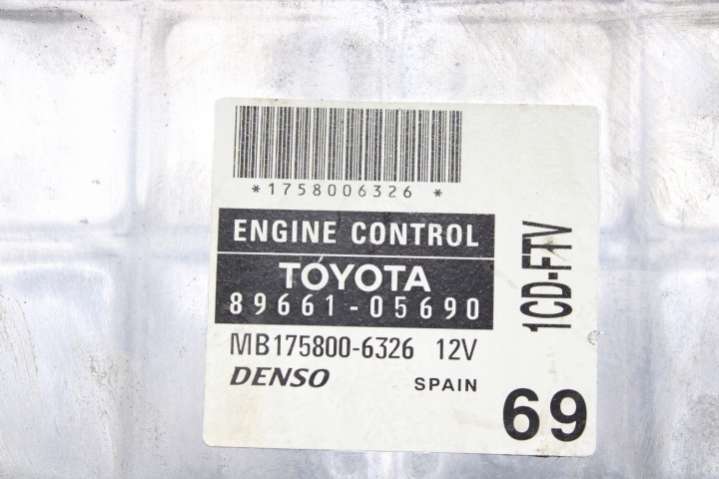 *1758006326*
ENGINE CONTROL
TOYOTA
89661-05690
MB175800-6326 12V
DENSO SPAIN
1CD-FTV
69